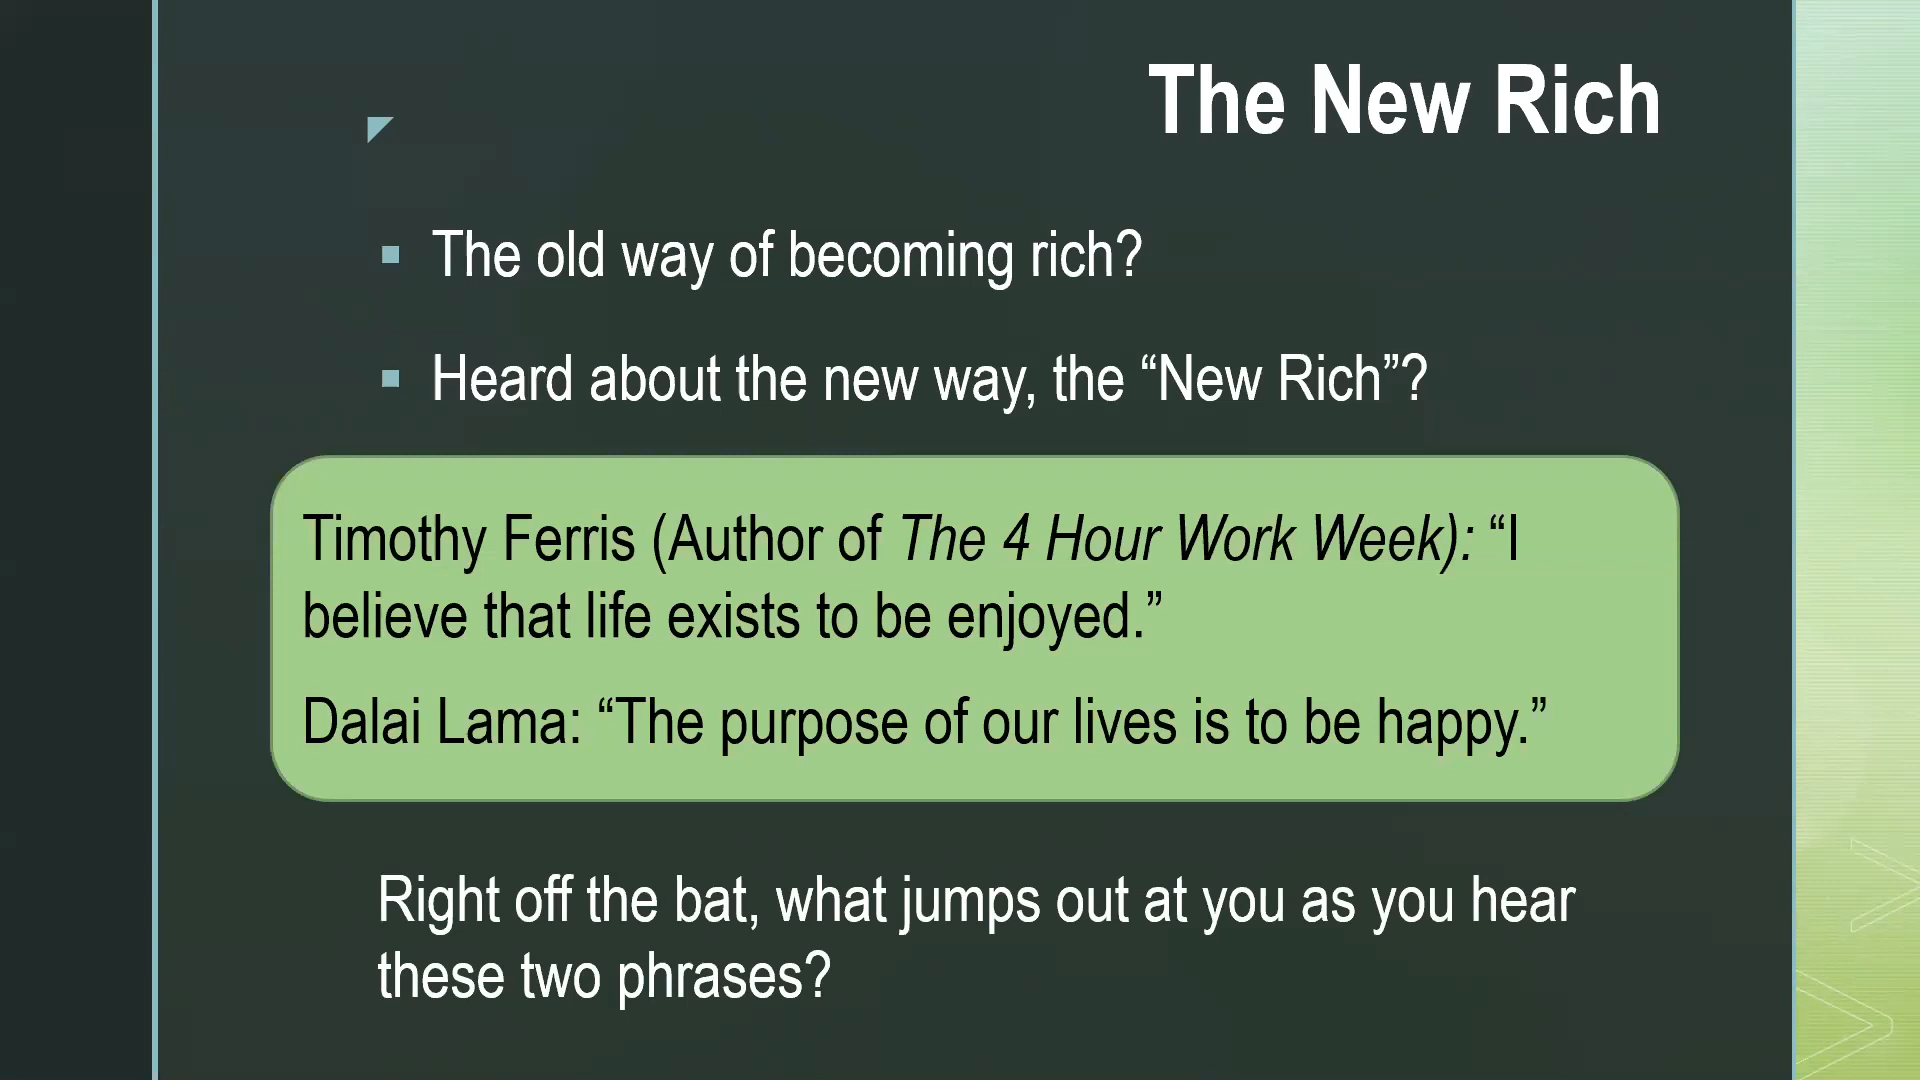 The New Rich
▪ The old way of becoming rich?
▪ Heard about the new way, the “New Rich”?
Timothy Ferris (Author of The 4 Hour Work Week): “I
believe that life exists to be enjoyed.”
Dalai Lama: “The purpose of our lives is to be happy.”
Right off the bat, what jumps out at you as you hear
these two phrases?